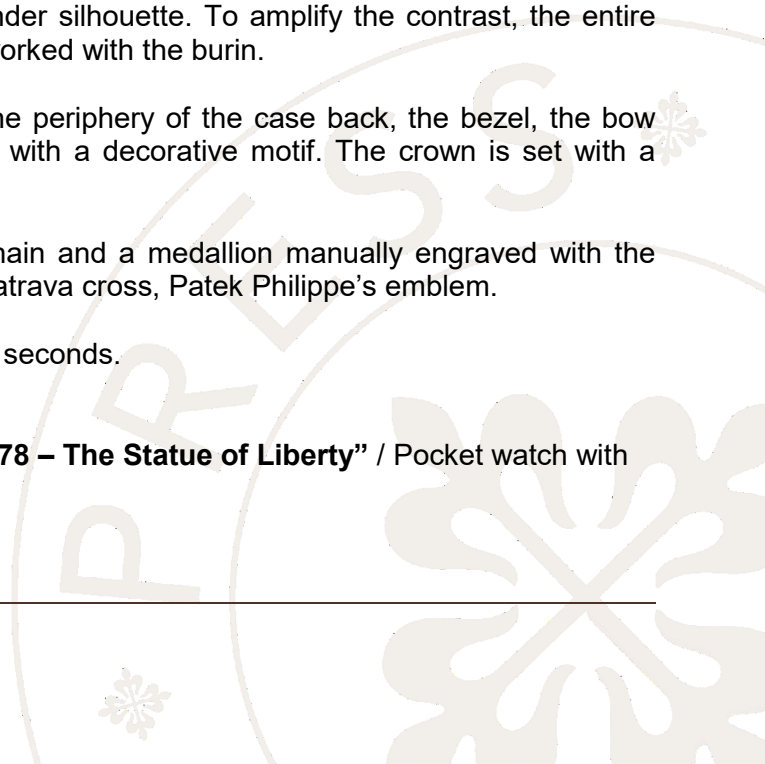 nder silhouette. To amplify the contrast, the entire
orked with the burin.
ne periphery of the case back, the bezel, the bow
with a decorative motif. The crown is set with a
hain and a medallion manually engraved with the
atrava cross, Patek Philippe’s emblem.
seconds.
78 – The Statue of Liberty” / Pocket watch with
PRESS